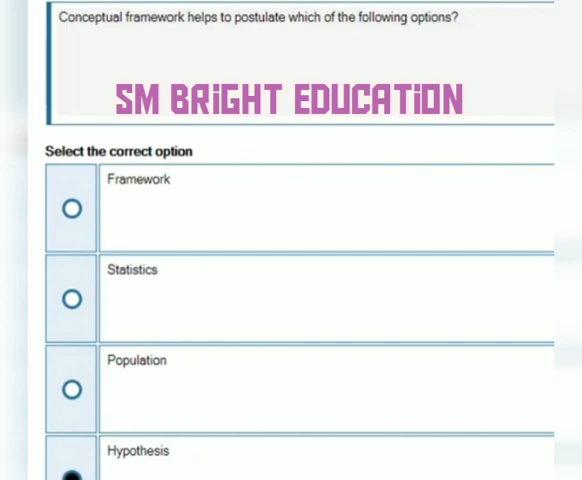 Conceptual framework helps to postulate which of the following options?
SM BRIGHT EDUCATION
Select the correct option
Framework
Statistics
Population
Hypothesis